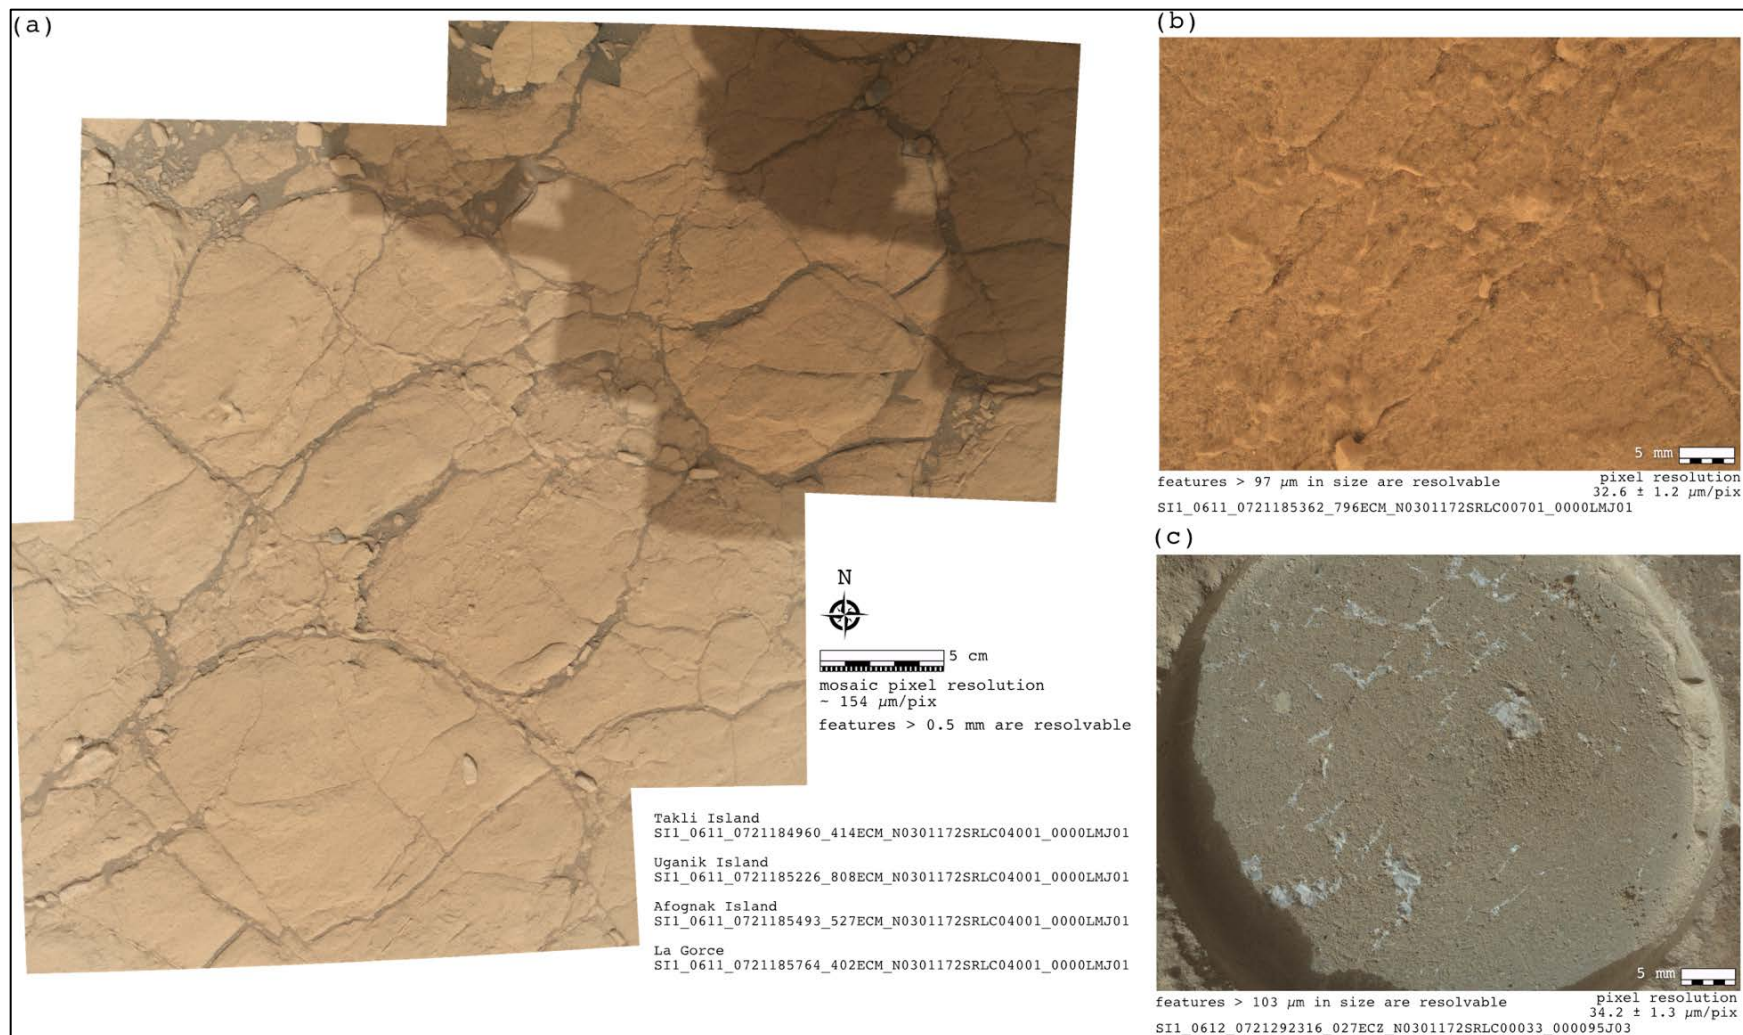 (a)
N
5 cm
mosaic pixel resolution
~ 154 µm/pix
features > 0.5 mm are resolvable
Takli Island
SI1_0611_0721184960_414ECM_N0301172SRLC04001_0000LMJ01
Uganik Island
SI1_0611_0721185226_808ECM_N0301172SRLC04001_0000LMJ01
Afognak Island
SI1_0611_0721185493_527ECM_N0301172SRLC04001_0000LMJ01
La Gorce
SI1_0611_0721185764_402ECM_N0301172SRLC04001_0000LMJ01
(b)
5 mm
features > 97 µm in size are resolvable
pixel resolution
32.6 ± 1.2 µm/pix
SI1_0611_0721185362_796ECM_N0301172SRLC00701_0000LMJ01
(c)
5 mm
features > 103 µm in size are resolvable
pixel resolution
34.2 ± 1.3 µm/pix
SI1_0612_0721292316_027ECZ_N0301172SRLC00033_000095J03